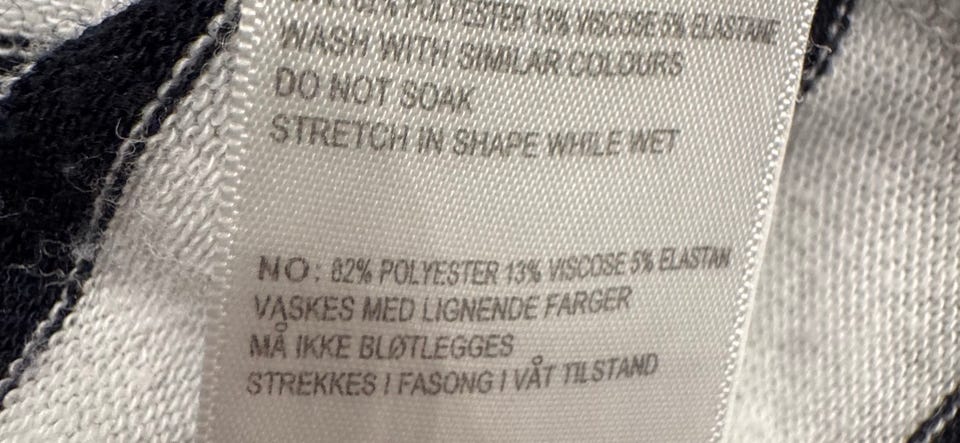 82% POLYESTER 13% VISCOSE 5% ELASTANE
WASH WITH SIMILAR COLOURS
DO NOT SOAK
STRETCH IN SHAPE WHILE WET
NO: 82% POLYESTER 13% VISCOSE 5% ELASTAN
VASKES MED LIGNENDE FARGER
MÅ IKKE BLØTLEGGES
STREKKES I FASONG I VÅT TILSTAND